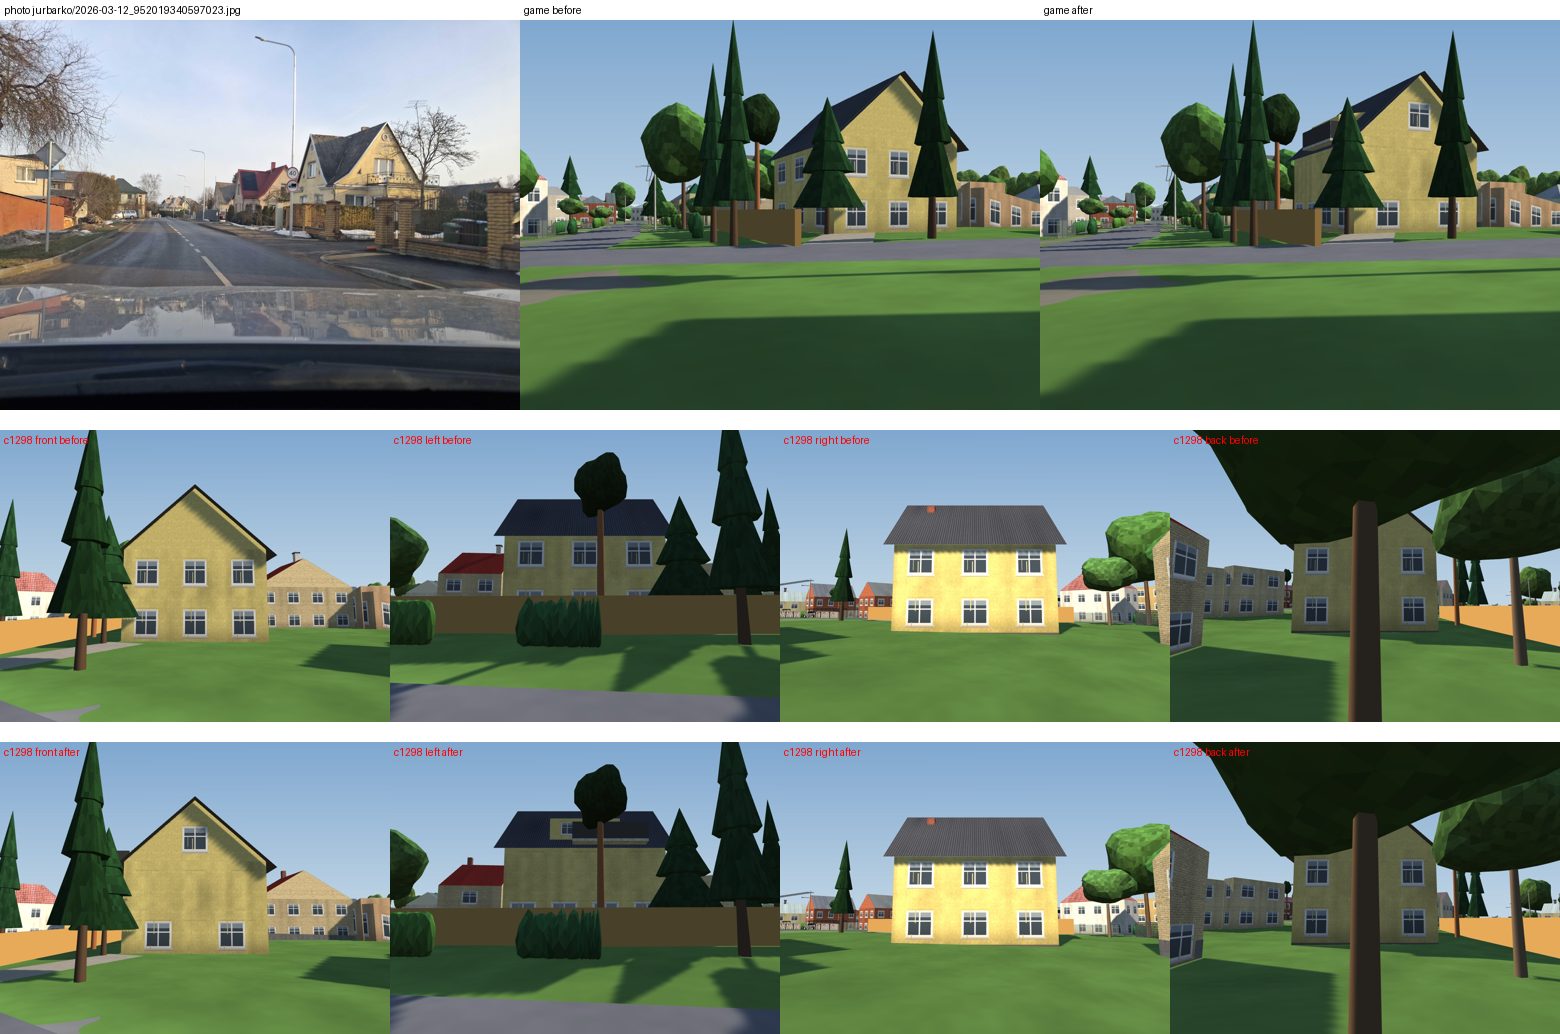 photo jurbarko/2026-03-12_952019340597023.jpg
game before
game after
c1298 front before
c1298 left before
c1298 right before
c1298 back before
c1298 front after
c1298 left after
c1298 right after
c1298 back after